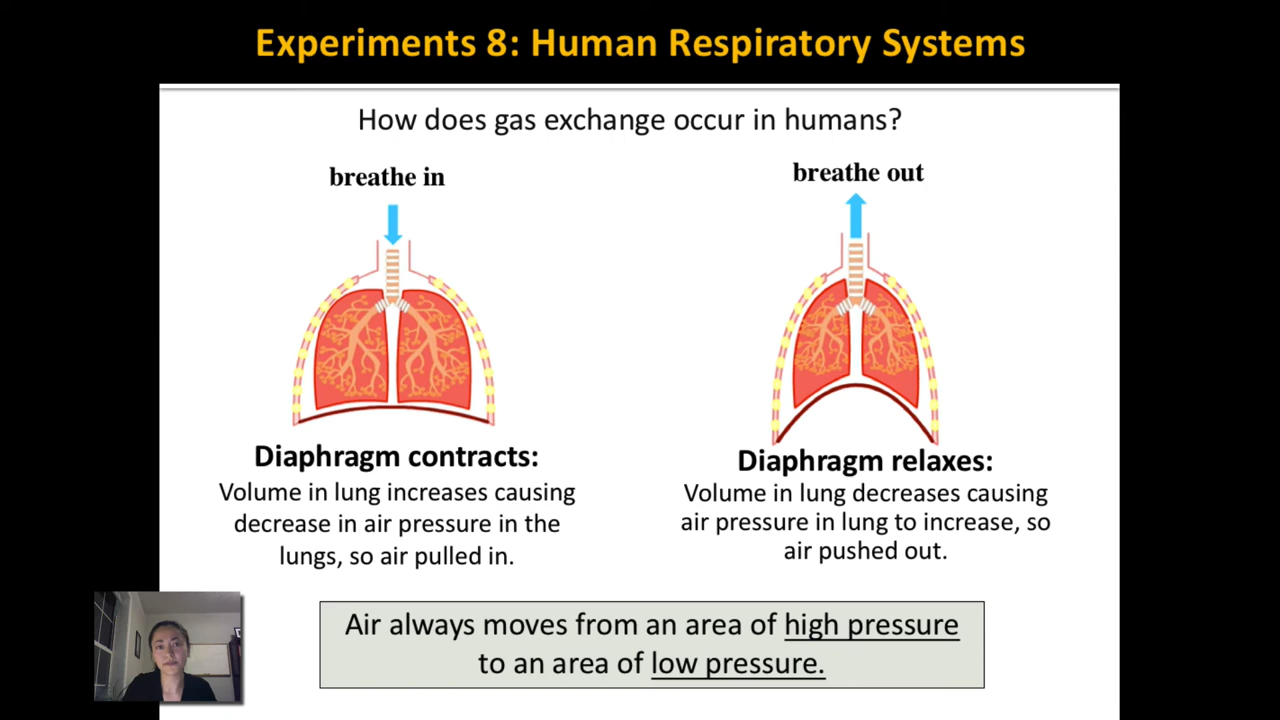 Experiments 8: Human Respiratory Systems
How does gas exchange occur in humans?
breathe in
Diaphragm contracts:
Volume in lung increases causing
decrease in air pressure in the
lungs, so air pulled in.
breathe out
Diaphragm relaxes:
Volume in lung decreases causing
air pressure in lung to increase, so
air pushed out.
Air always moves from an area of high pressure
to an area of low pressure.